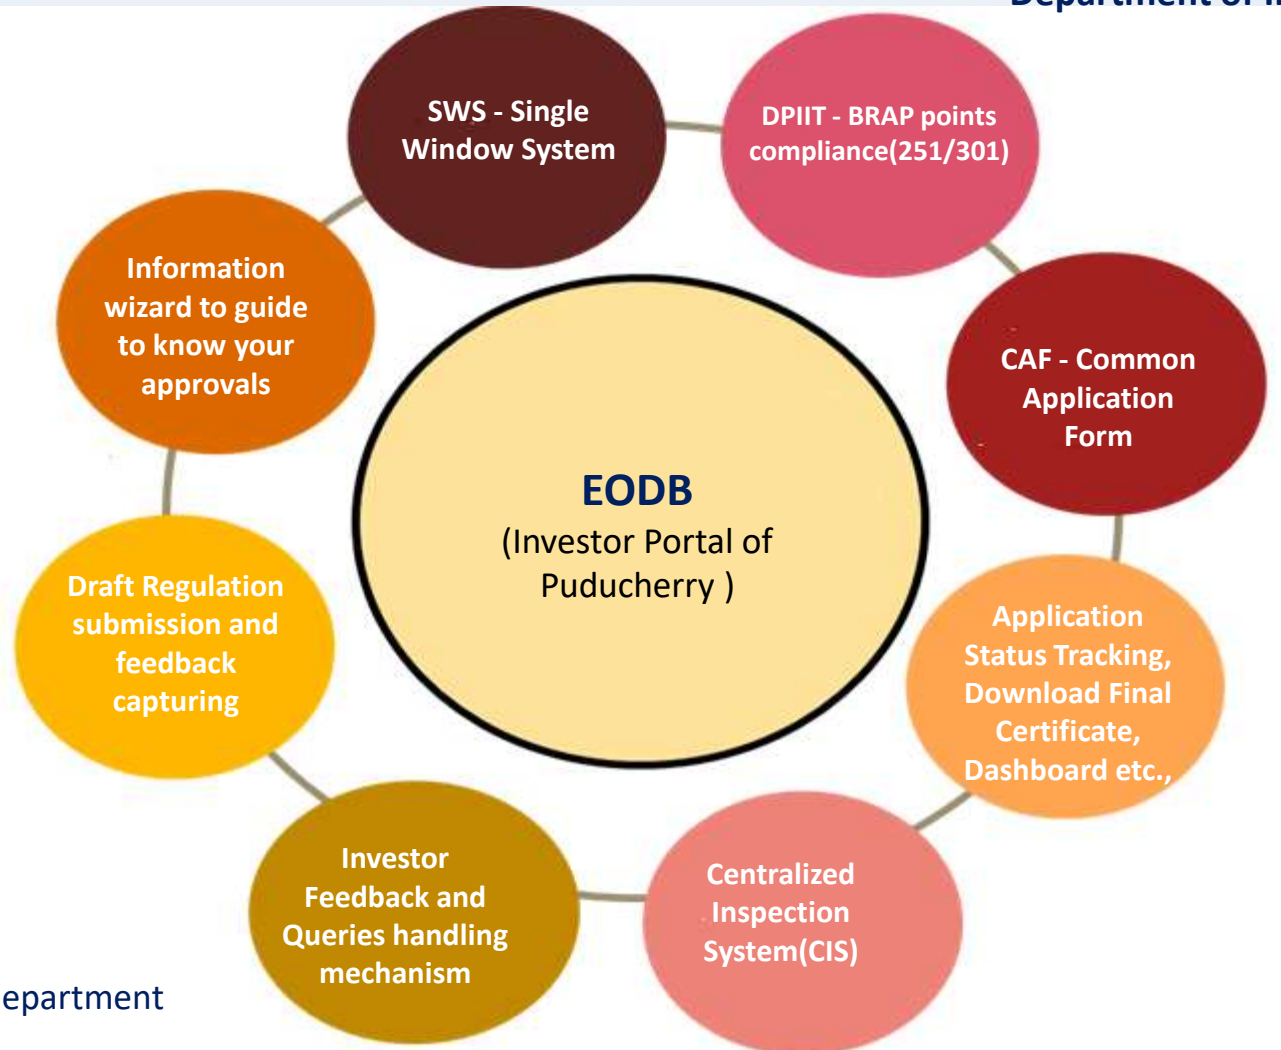 Department of I
SWS - Single
Window System
DPIIT - BRAP points
compliance(251/301)
Information
wizard to guide
to know your
approvals
CAF - Common
Application
Form
EODB
(Investor Portal of
Puducherry )
Draft Regulation
submission and
feedback
capturing
Application
Status Tracking,
Download Final
Certificate,
Dashboard etc.,
Investor
Feedback and
Queries handling
mechanism
Centralized
Inspection
System(CIS)
epartment